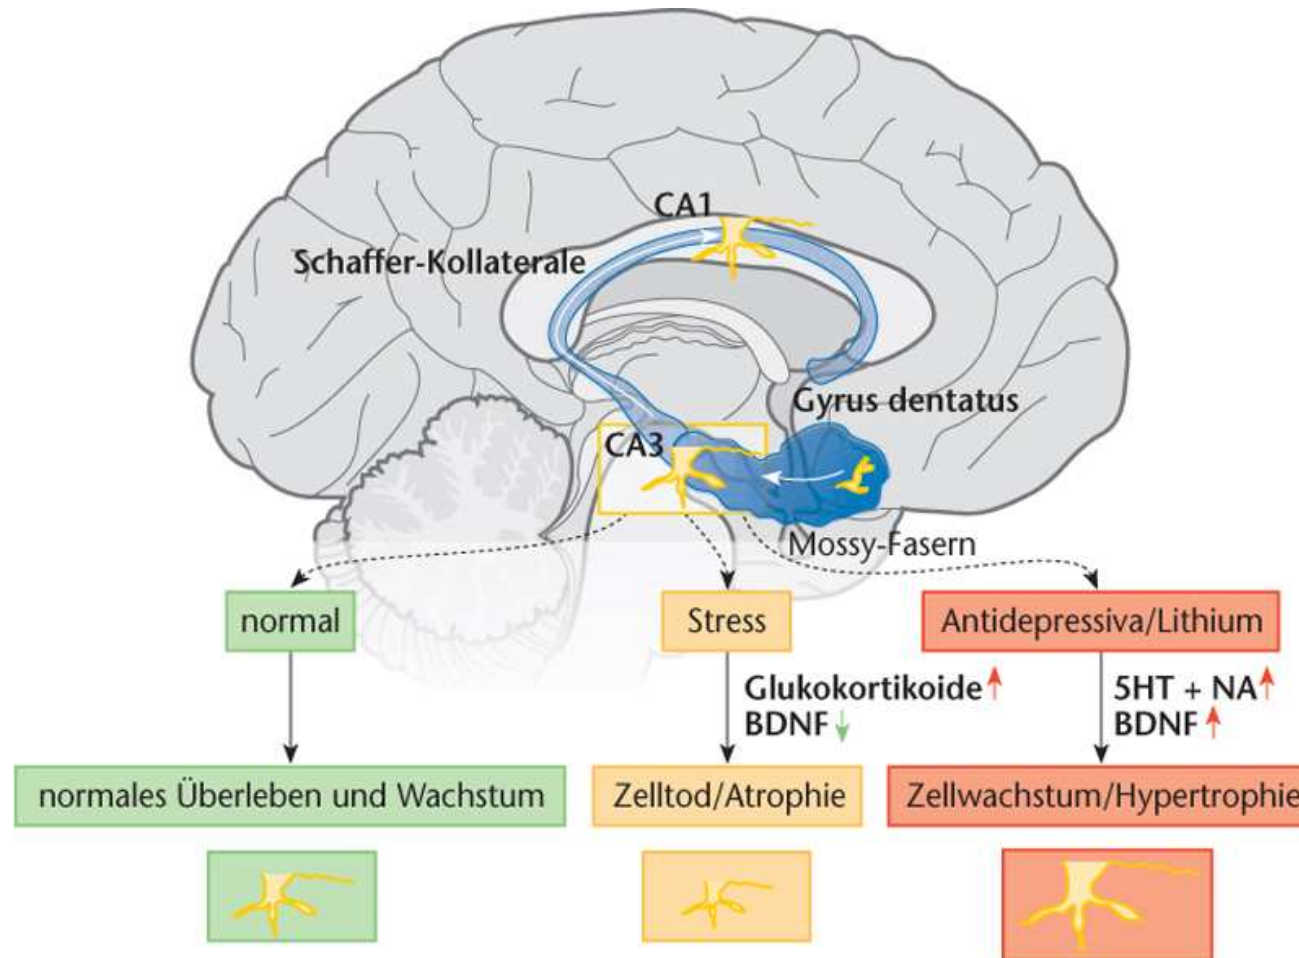 CA1
Schaffer-Kollaterale
Gyrus dentatus
CA3
Mossy-Fasern
normal
Stress
Antidepressiva/Lithium
Glukokortikoide↑
BDNF↓
5HT + NA↑
BDNF↑
normales Überleben und Wachstum
Zelltod/Atrophie
Zellwachstum/Hypertrophie